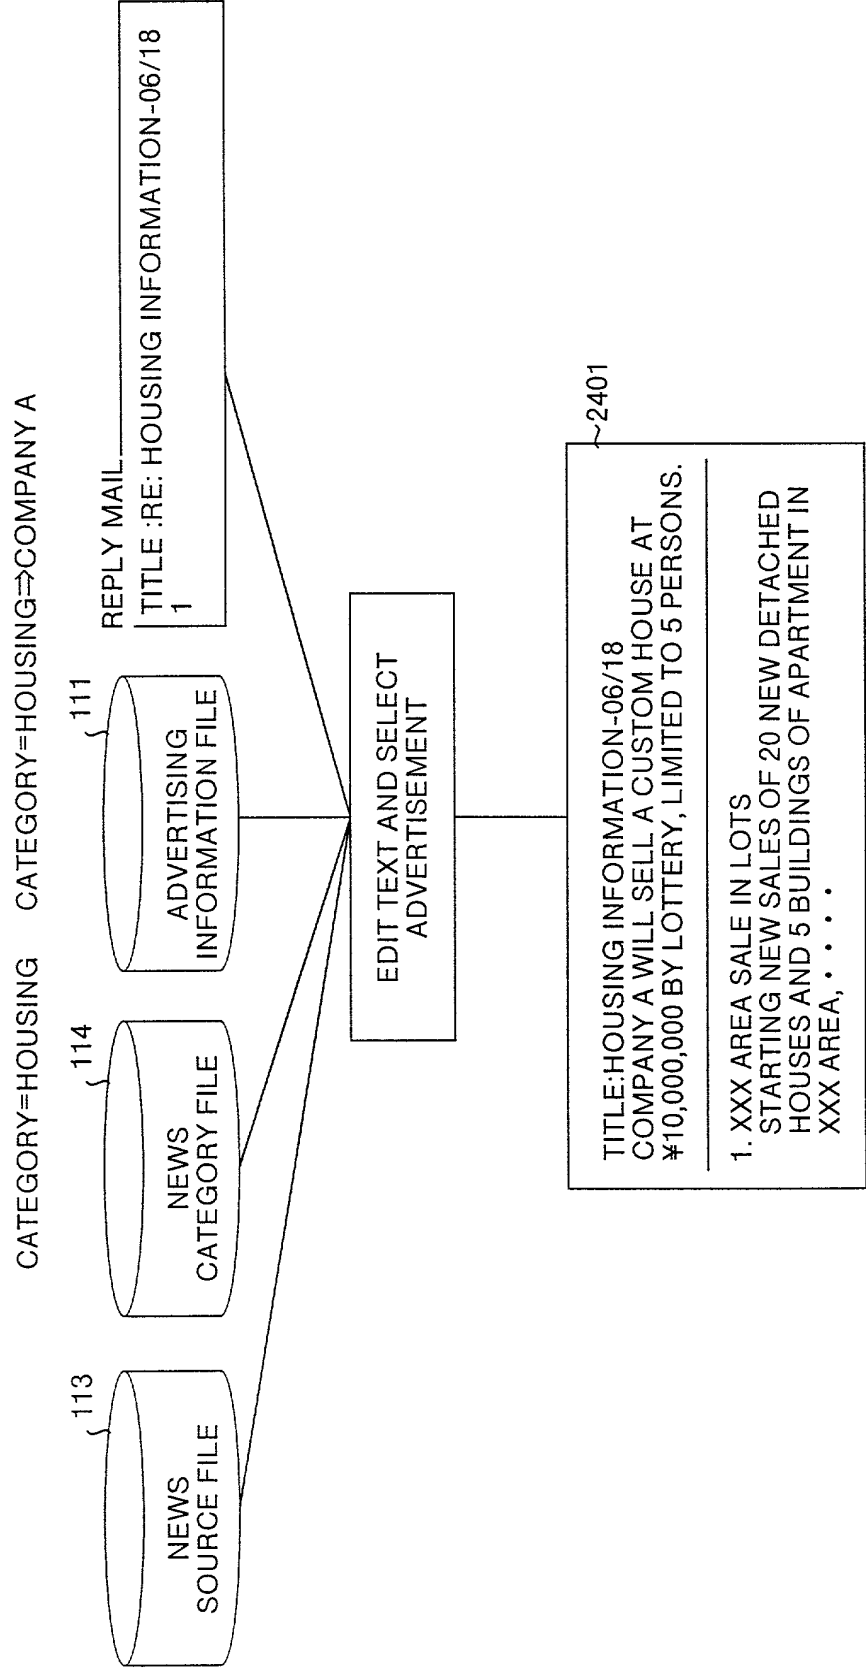 CATEGORY=HOUSING
CATEGORY=HOUSING⇒COMPANY A
113
NEWS
SOURCE FILE
114
NEWS
CATEGORY FILE
111
ADVERTISING
INFORMATION FILE
REPLY MAIL
TITLE :RE: HOUSING INFORMATION-06/18
1
EDIT TEXT AND SELECT
ADVERTISEMENT
2401
TITLE:HOUSING INFORMATION-06/18
COMPANY A WILL SELL A CUSTOM HOUSE AT
¥10,000,000 BY LOTTERY, LIMITED TO 5 PERSONS.
1. XXX AREA SALE IN LOTS
STARTING NEW SALES OF 20 NEW DETACHED
HOUSES AND 5 BUILDINGS OF APARTMENT IN
XXX AREA, · · · ·